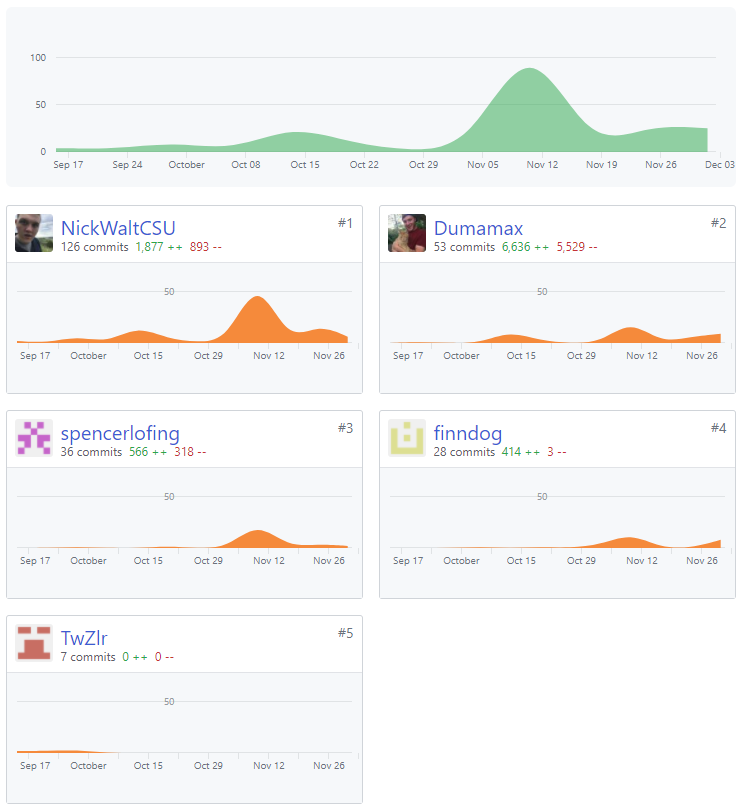 100
50
0
Sep 17 Sep 24 October Oct 08 Oct 15 Oct 22 Oct 29 Nov 05 Nov 12 Nov 19 Nov 26 Dec 03
NickWaltCSU #1
126 commits 1,877 ++ 893 --
50
Sep 17 October Oct 15 Oct 29 Nov 12 Nov 26
Dumamax #2
53 commits 6,636 ++ 5,529 --
50
Sep 17 October Oct 15 Oct 29 Nov 12 Nov 26
spencerlofing #3
36 commits 566 ++ 318 --
50
Sep 17 October Oct 15 Oct 29 Nov 12 Nov 26
finndog #4
28 commits 414 ++ 3 --
50
Sep 17 October Oct 15 Oct 29 Nov 12 Nov 26
TwZlr #5
7 commits 0 ++ 0 --
50
Sep 17 October Oct 15 Oct 29 Nov 12 Nov 26